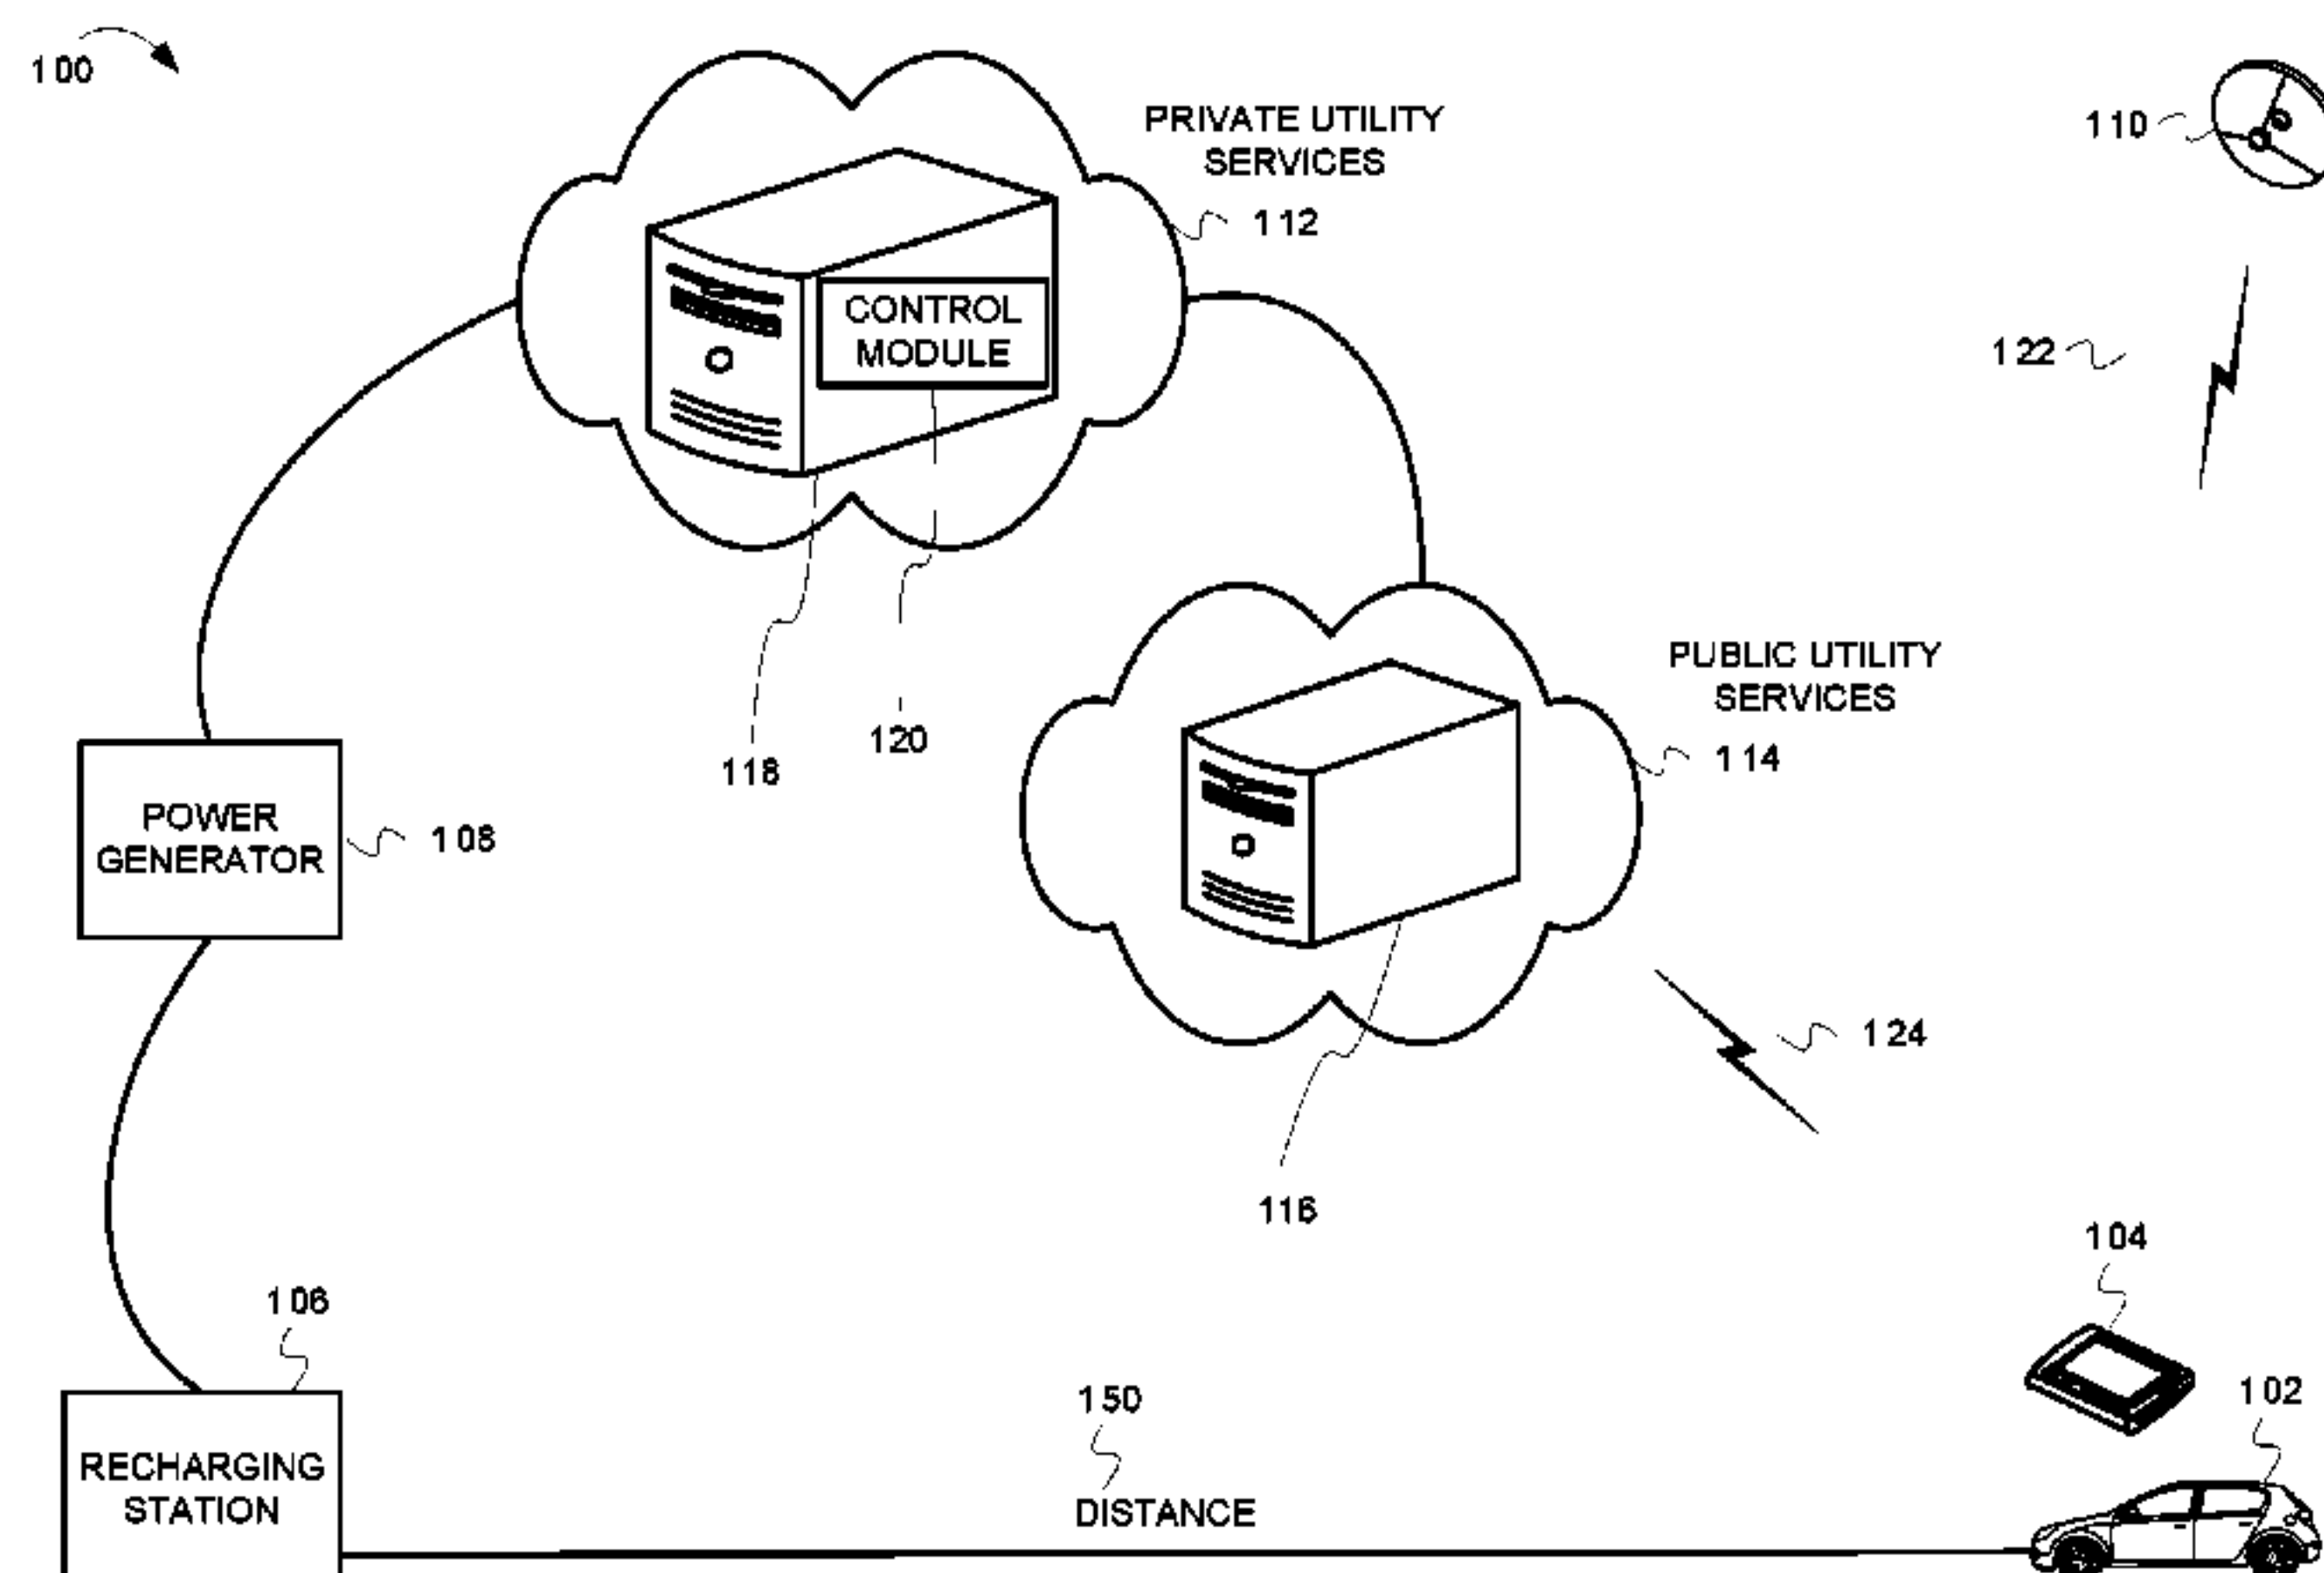 100
PRIVATE UTILITY
SERVICES
110
112
CONTROL
MODULE
122
PUBLIC UTILITY
SERVICES
120
118
114
POWER
GENERATOR
108
124
116
104
106
150
102
RECHARGING
STATION
DISTANCE